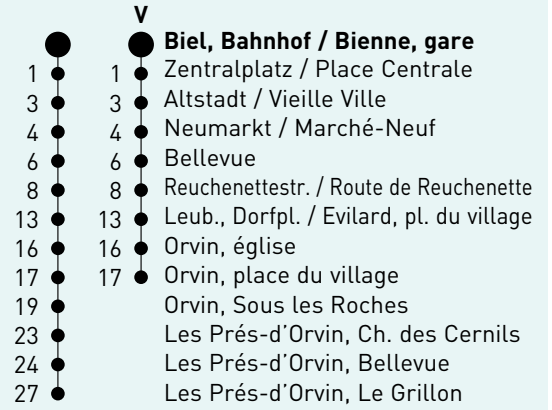 V
Biel, Bahnhof / Bienne, gare
1 1 Zentralplatz / Place Centrale
3 3 Altstadt / Vieille Ville
4 4 Neumarkt / Marché-Neuf
6 6 Bellevue
8 8 Reuchenettestr. / Route de Reuchenette
13 13 Leub., Dorfpl. / Evilard, pl. du village
16 16 Orvin, église
17 17 Orvin, place du village
19 Orvin, Sous les Roches
23 Les Prés-d'Orvin, Ch. des Cernils
24 Les Prés-d'Orvin, Bellevue
27 Les Prés-d'Orvin, Le Grillon